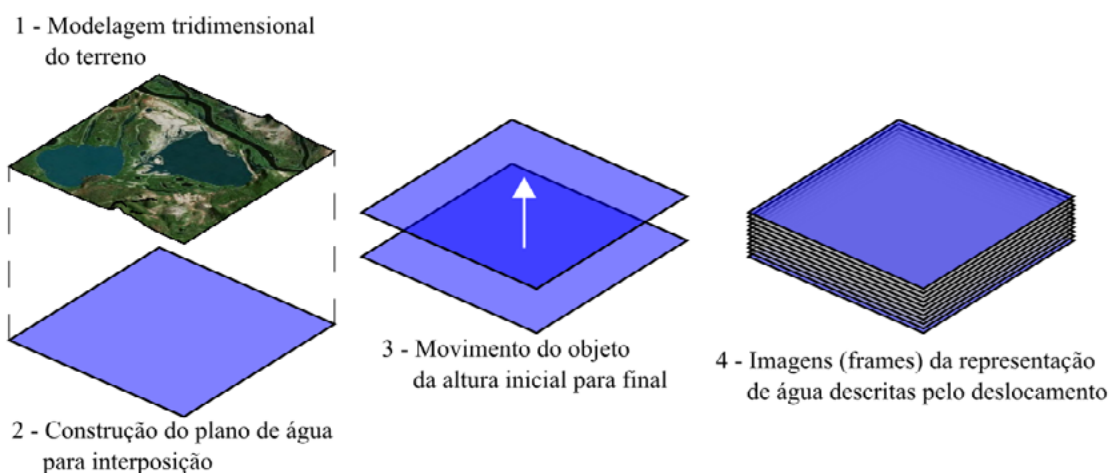 1 - Modelagem tridimensional
do terreno
2 - Construção do plano de água
para interposição
3 - Movimento do objeto
da altura inicial para final
4 - Imagens (frames) da representação
de água descritas pelo deslocamento